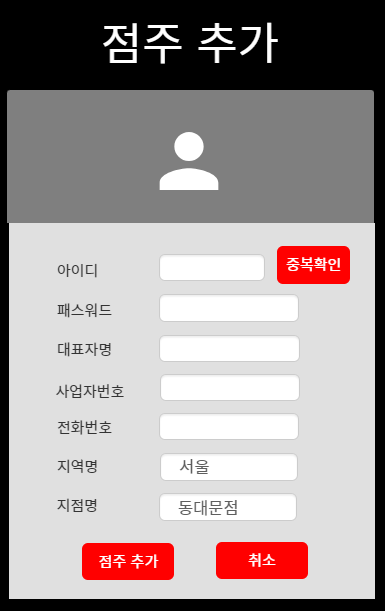 점주 추가
아이디
중복확인
패스워드
대표자명
사업자번호
전화번호
지역명 서울
지점명 동대문점
점주 추가 취소